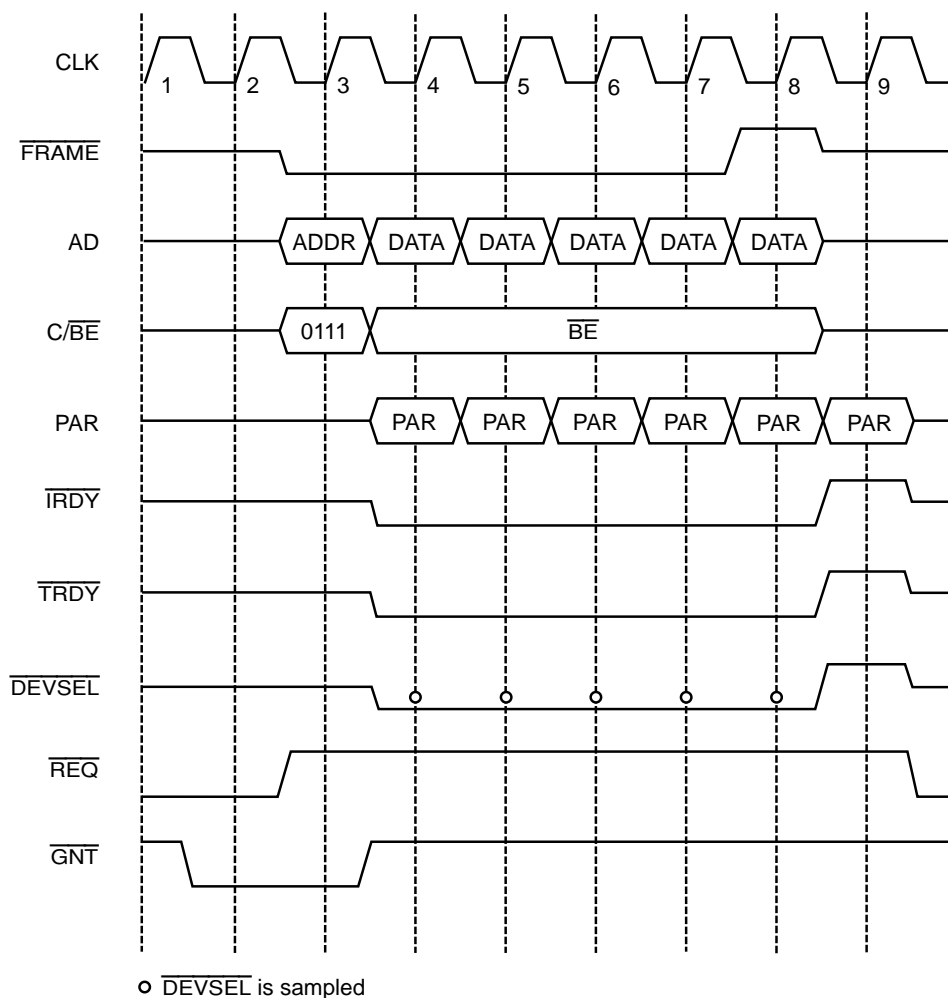 CLK
1 2 3 4 5 6 7 8 9
FRAME
AD
ADDR DATA DATA DATA DATA DATA
C/BE
0111 BE
PAR
PAR PAR PAR PAR PAR PAR
IRDY
TRDY
DEVSEL
REQ
GNT
DEVSEL is sampled